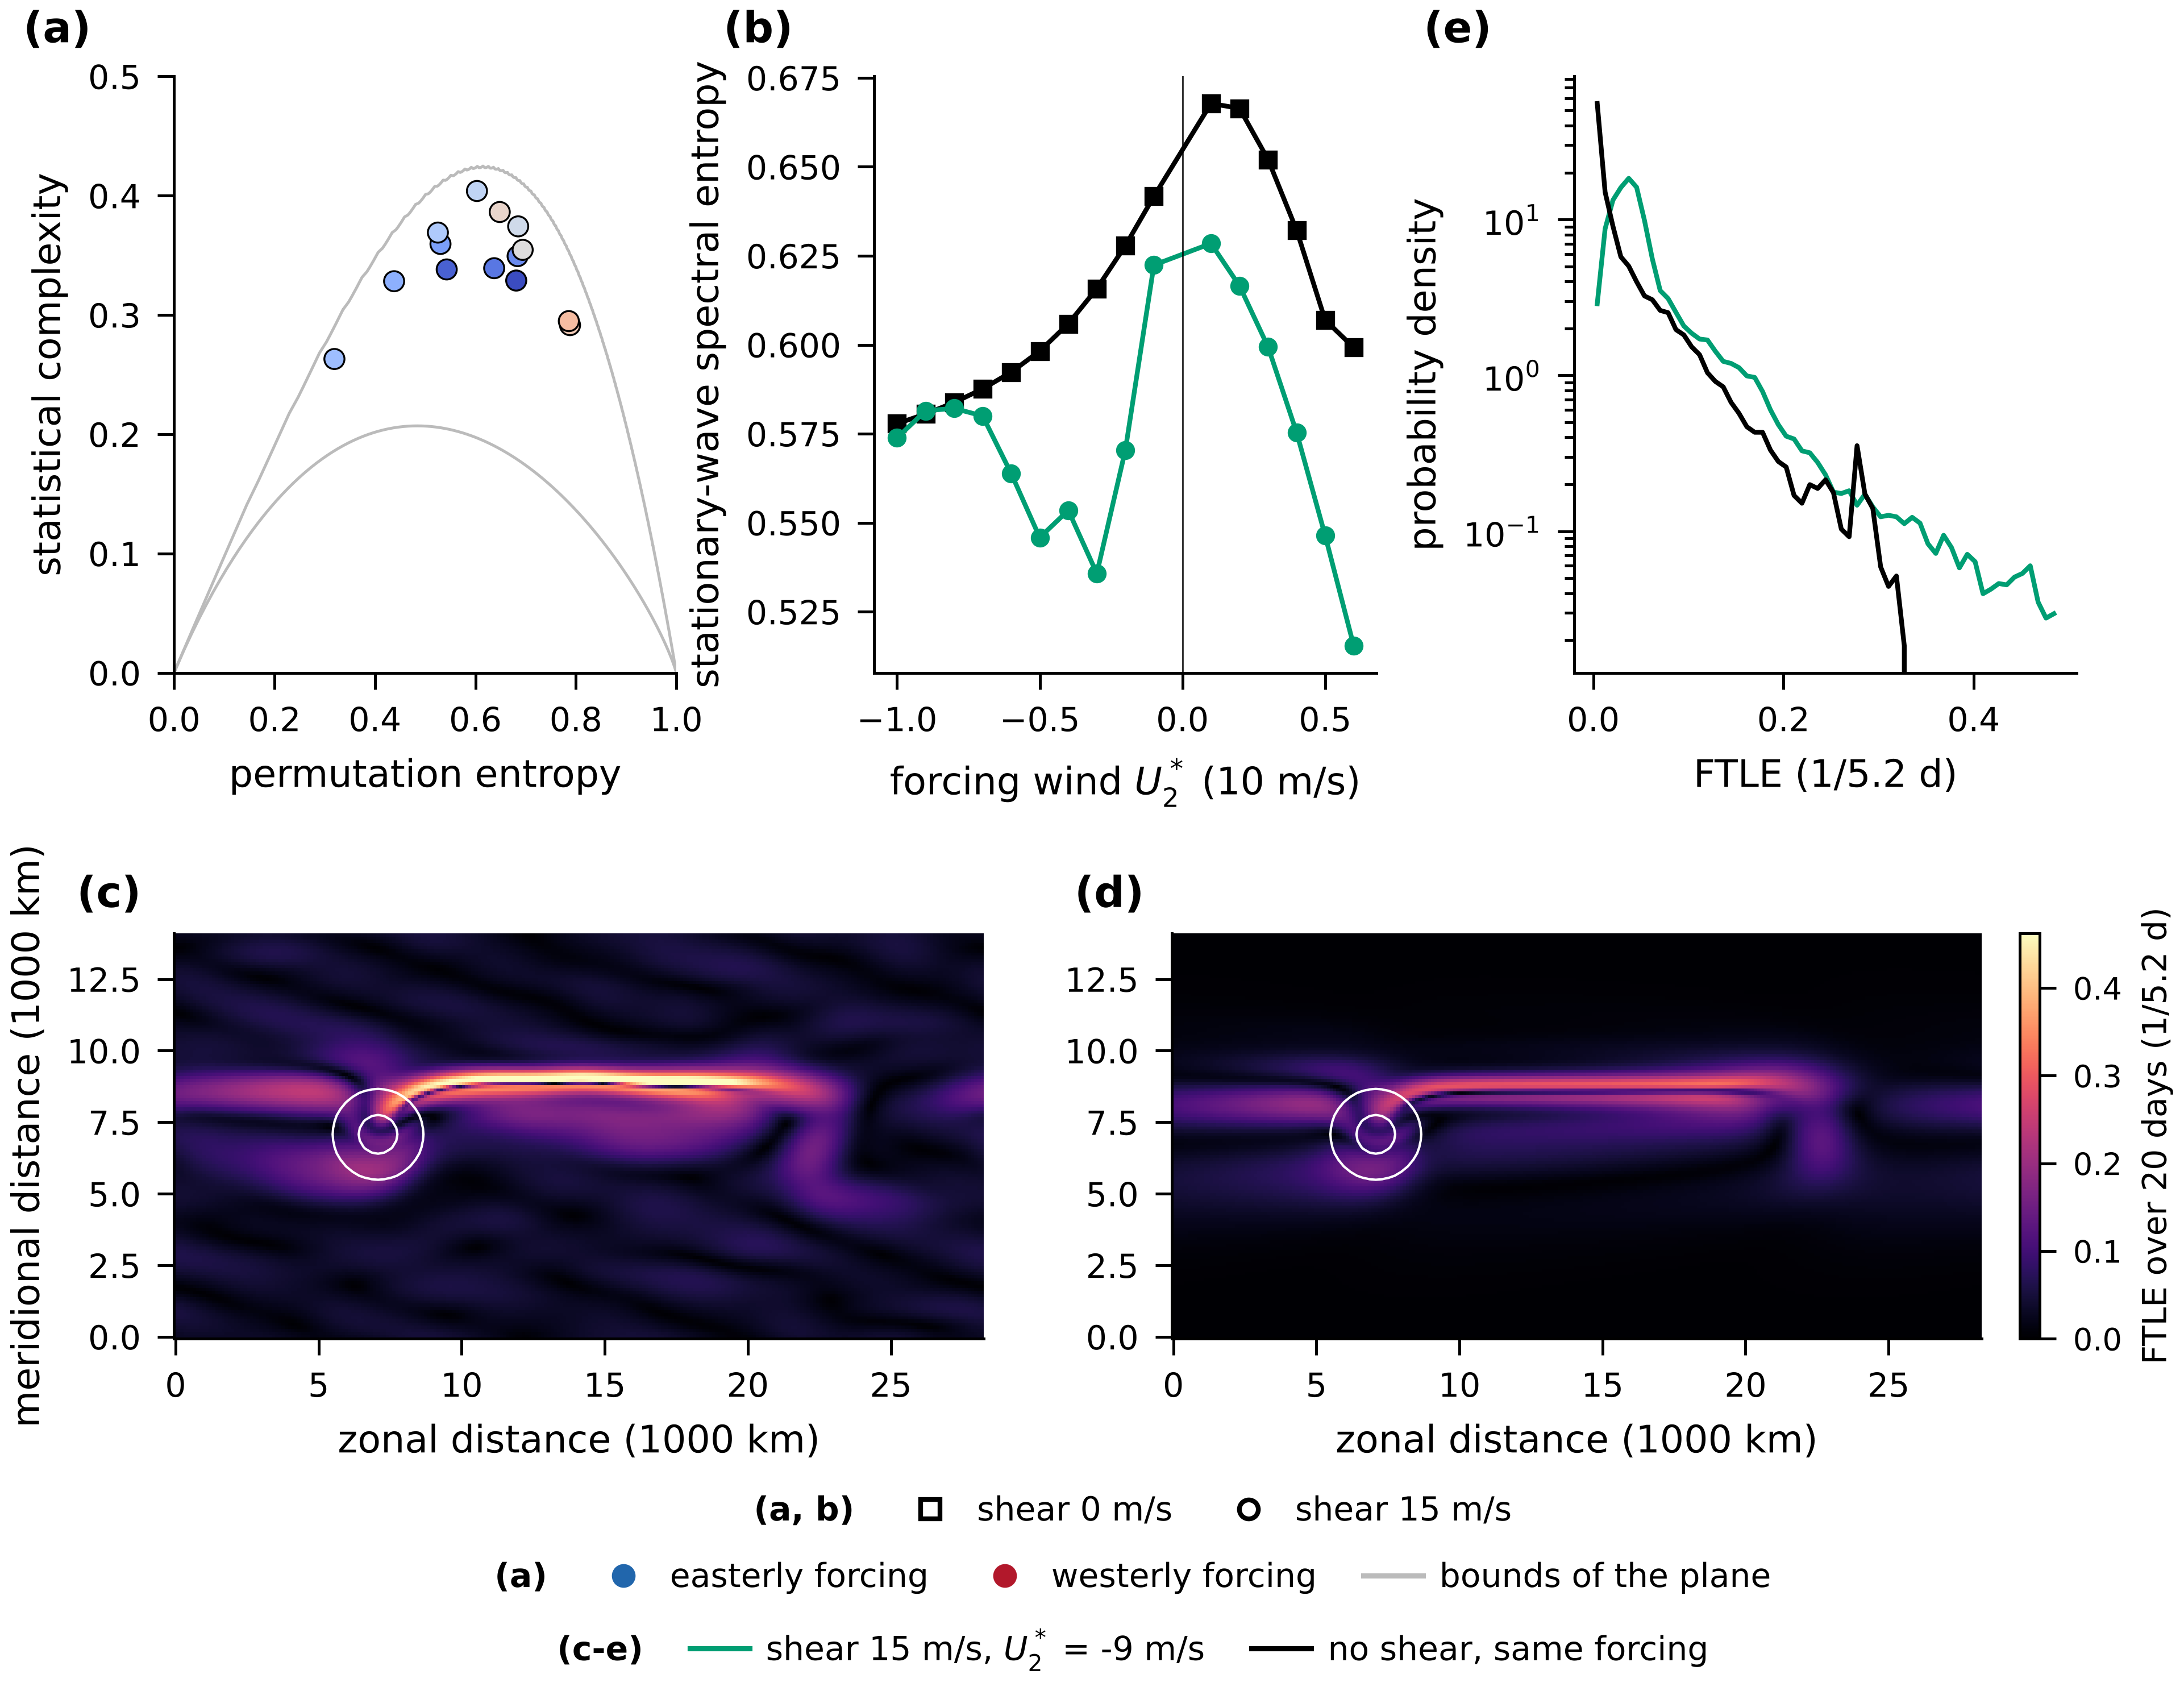 (a)
0.5
0.4
0.3
0.2
0.1
0.0
statistical complexity
0.0 0.2 0.4 0.6 0.8 1.0
permutation entropy
(b)
0.675
0.650
0.625
0.600
0.575
0.550
0.525
stationary-wave spectral entropy
−1.0 −0.5 0.0 0.5
forcing wind U₂* (10 m/s)
(e)
10¹
10⁰
10⁻¹
probability density
0.0 0.2 0.4
FTLE (1/5.2 d)
(c)
12.5
10.0
7.5
5.0
2.5
0.0
meridional distance (1000 km)
0 5 10 15 20 25
zonal distance (1000 km)
(d)
12.5
10.0
7.5
5.0
2.5
0.0
0 5 10 15 20 25
zonal distance (1000 km)
0.4
0.3
0.2
0.1
0.0
FTLE over 20 days (1/5.2 d)
(a, b) shear 0 m/s shear 15 m/s
(a) easterly forcing westerly forcing bounds of the plane
(c-e) shear 15 m/s, U₂* = -9 m/s no shear, same forcing